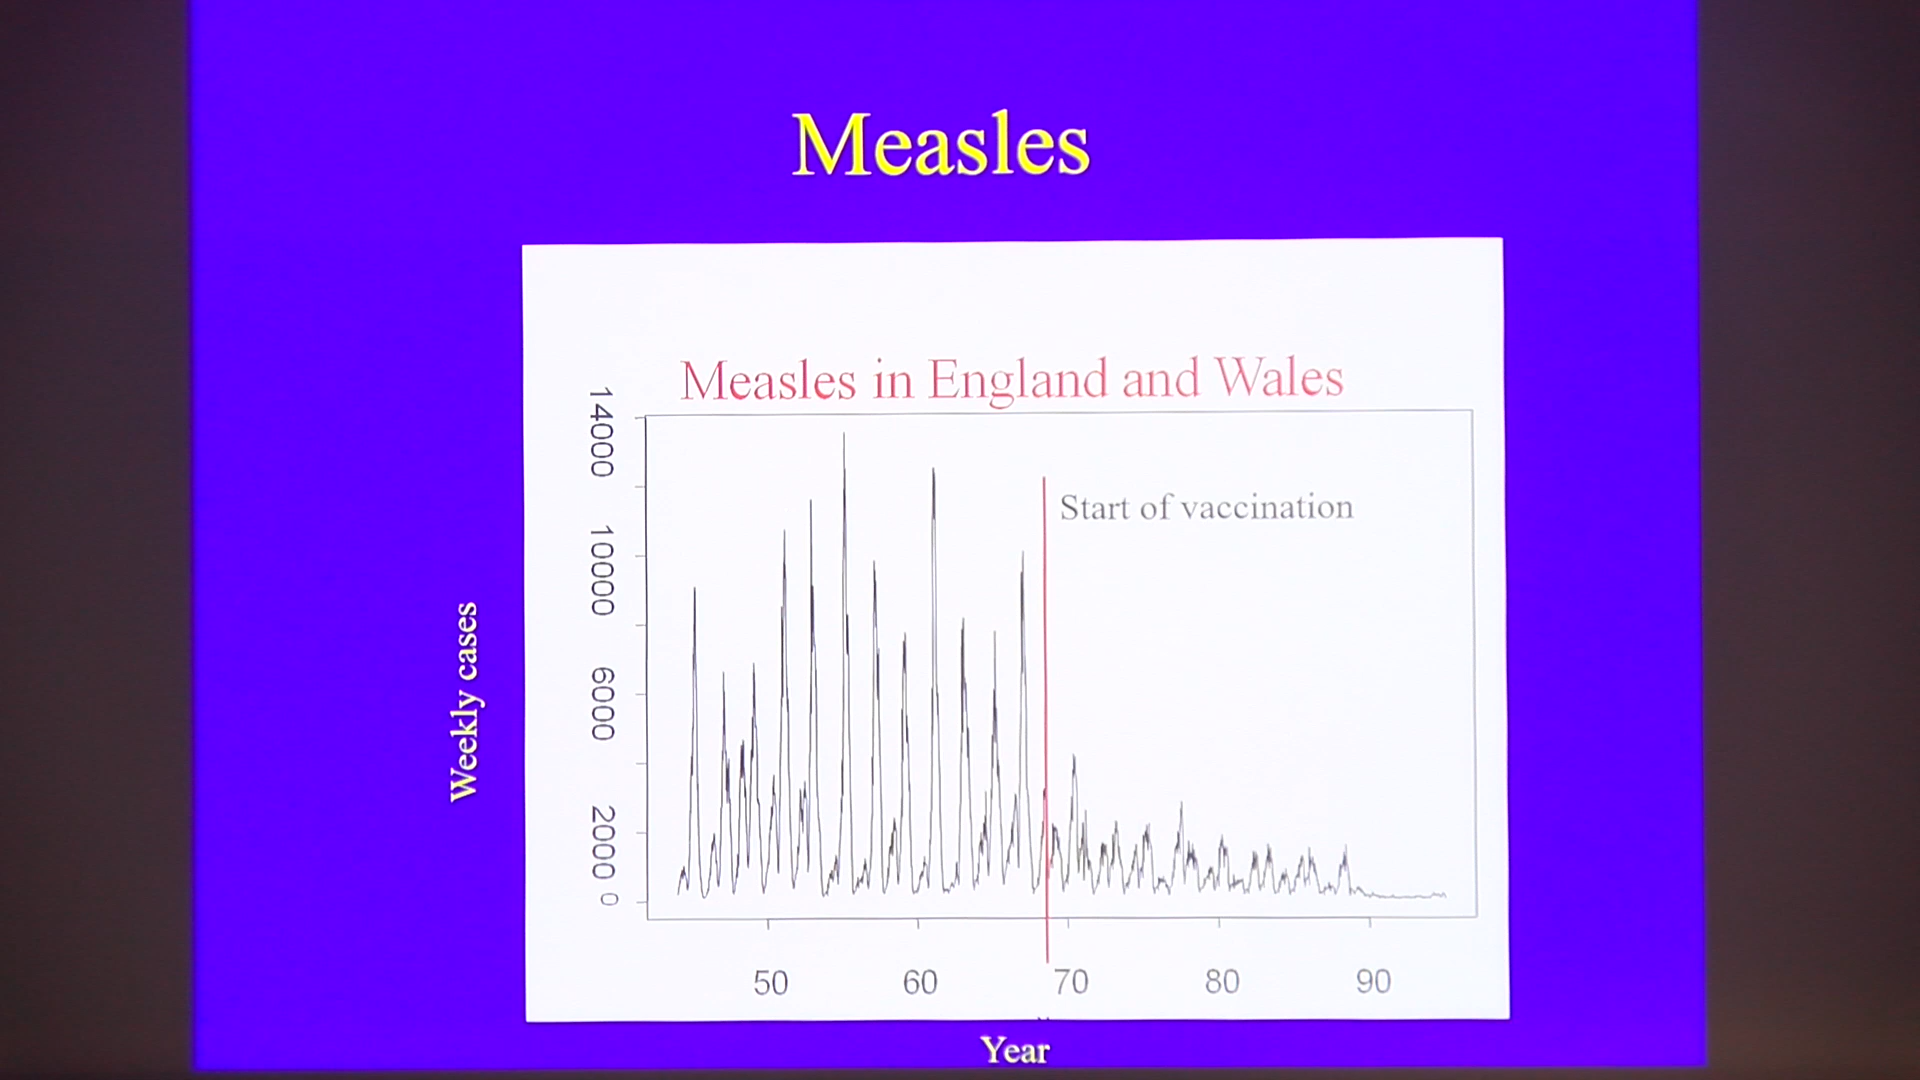 Measles
Measles in England and Wales
Start of vaccination
Weekly cases
14000
10000
6000
2000
0
50 60 70 80 90
Year